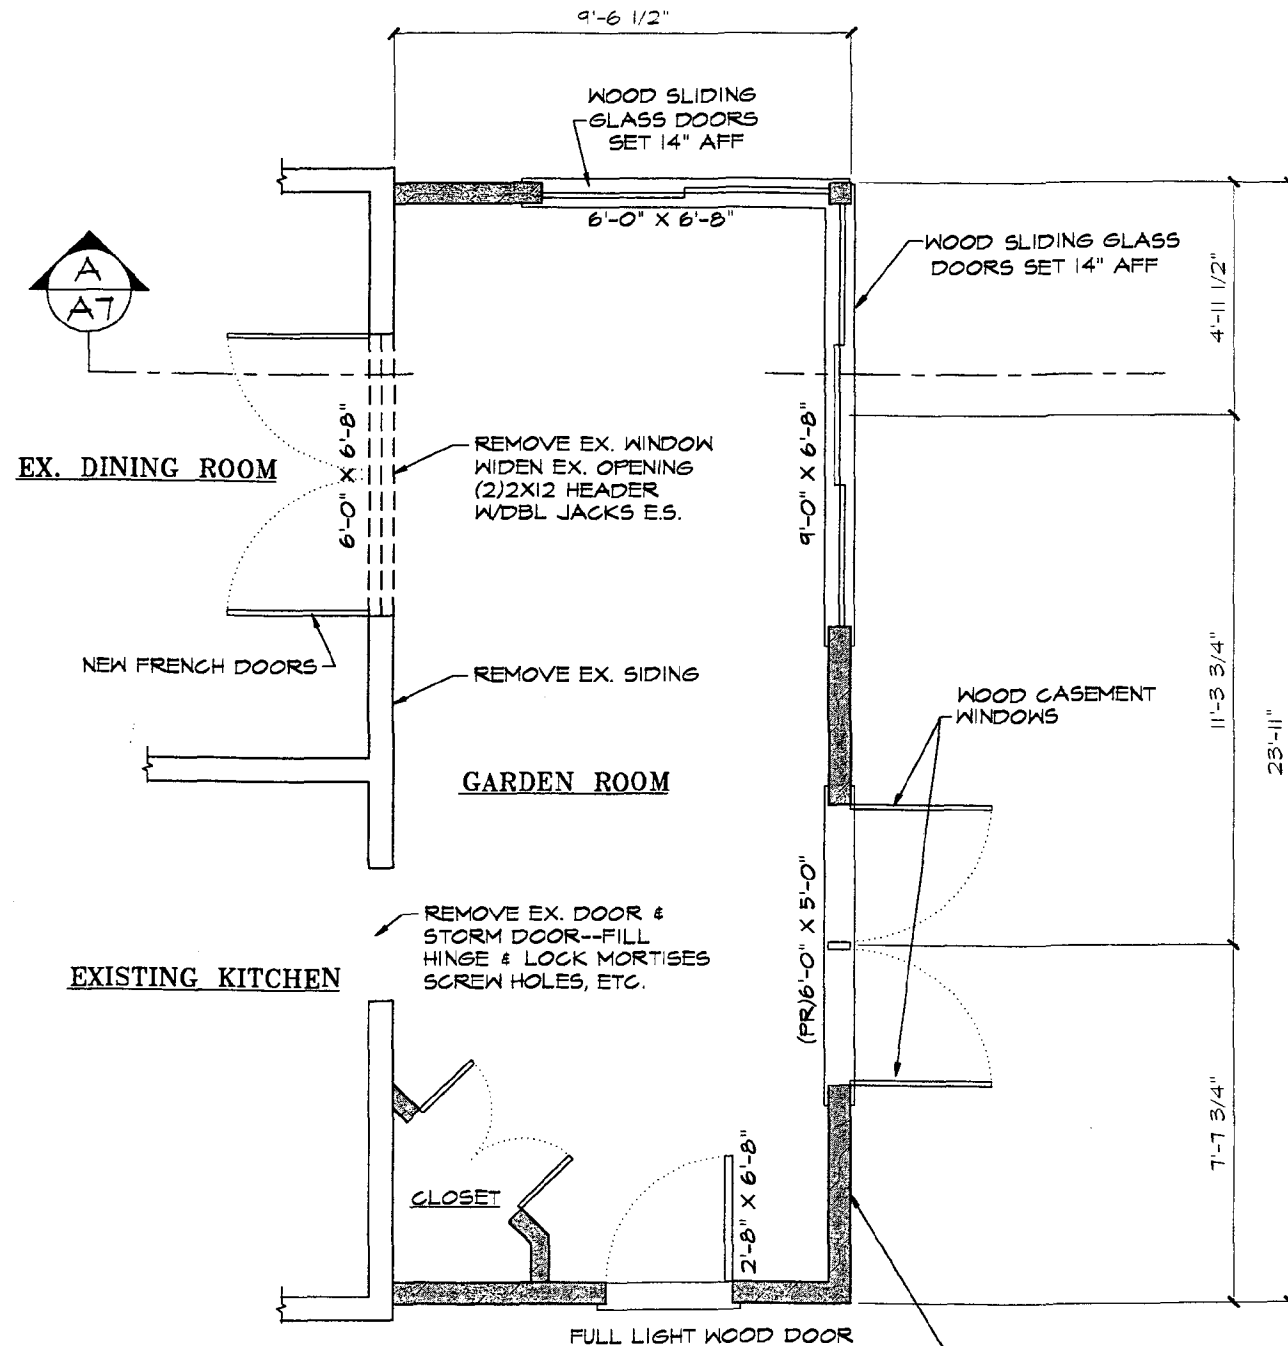 9'-6 1/2"
WOOD SLIDING
GLASS DOORS
SET 14" AFF
6'-0" X 6'-8"
WOOD SLIDING GLASS
DOORS SET 14" AFF
A
A7
4'-11 1/2"
6'-0" X 6'-8"
EX. DINING ROOM
REMOVE EX. WINDOW
WIDEN EX. OPENING
(2)2X12 HEADER
W/DBL JACKS E.S.
9'-0" X 6'-8"
NEW FRENCH DOORS
REMOVE EX. SIDING
WOOD CASEMENT
WINDOWS
11'-3 3/4"
23'-11"
GARDEN ROOM
REMOVE EX. DOOR &
STORM DOOR--FILL
HINGE & LOCK MORTISES
SCREW HOLES, ETC.
EXISTING KITCHEN
(PR)6'-0" X 5'-0"
7'-7 3/4"
CLOSET
2'-8" X 6'-8"
FULL LIGHT WOOD DOOR